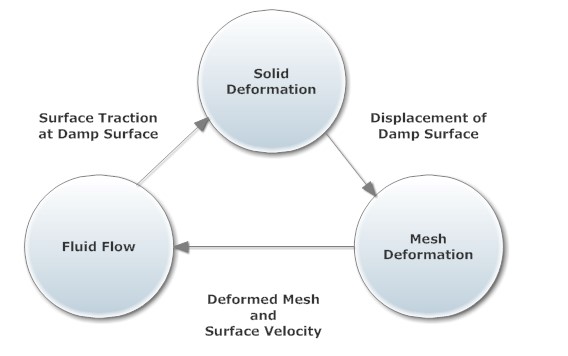 Solid
Deformation
Surface Traction
at Damp Surface
Displacement of
Damp Surface
Fluid Flow
Mesh
Deformation
Deformed Mesh
and
Surface Velocity